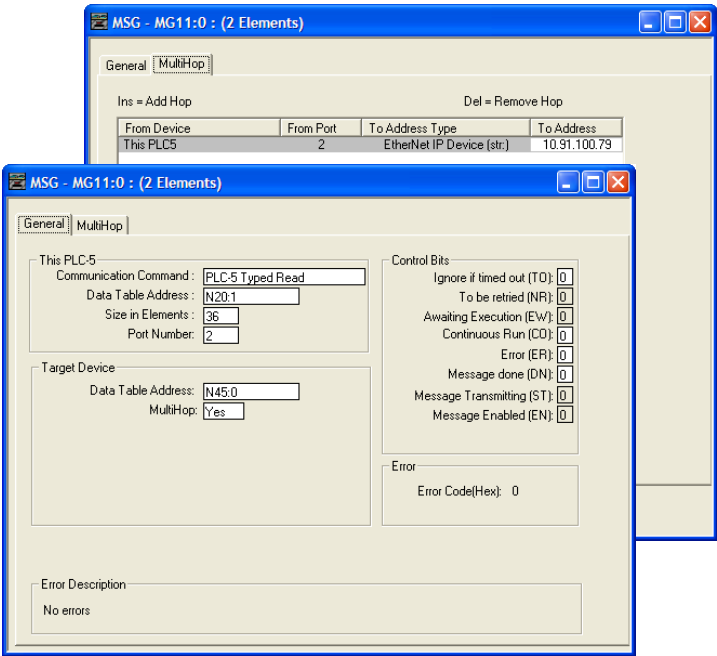 MSG - MG11:0 : (2 Elements)
General MultiHop
Ins = Add Hop Del = Remove Hop
From Device From Port To Address Type To Address
This PLC5 2 EtherNet IP Device (str:) 10.91.100.79
MSG - MG11:0 : (2 Elements)
General MultiHop
This PLC-5
Communication Command : PLC-5 Typed Read
Data Table Address : N20:1
Size in Elements : 36
Port Number: 2
Target Device
Data Table Address: N45:0
MultiHop: Yes
Control Bits
Ignore if timed out (TO): 0
To be retried (NR): 0
Awaiting Execution (EW): 0
Continuous Run (CO): 0
Error (ER): 0
Message done (DN): 0
Message Transmitting (ST): 0
Message Enabled (EN): 0
Error
Error Code(Hex): 0
Error Description
No errors